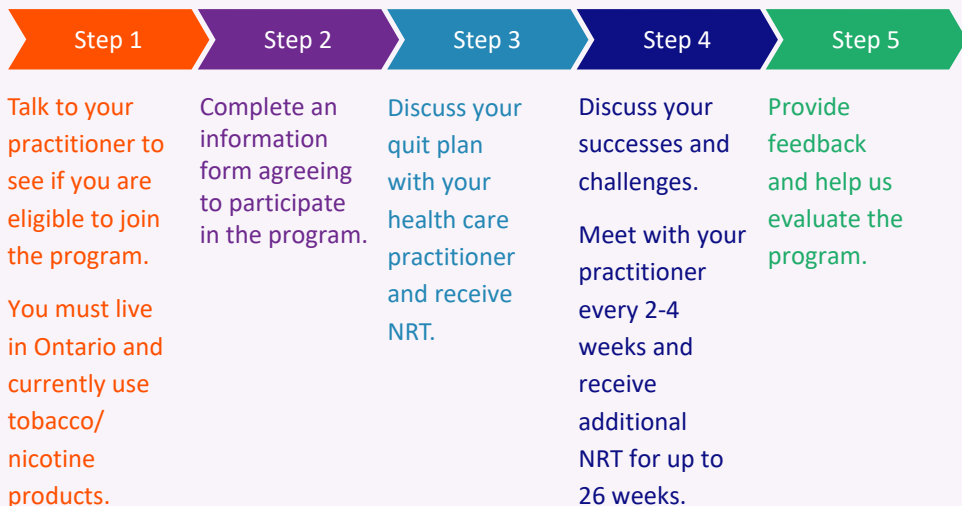 Step 1
Step 2
Step 3
Step 4
Step 5
Talk to your
practitioner to
see if you are
eligible to join
the program.
You must live
in Ontario and
currently use
tobacco/
nicotine
products.
Complete an
information
form agreeing
to participate
in the program.
Discuss your
quit plan
with your
health care
practitioner
and receive
NRT.
Discuss your
successes and
challenges.
Meet with your
practitioner
every 2-4
weeks and
receive
additional
NRT for up to
26 weeks.
Provide
feedback
and help us
evaluate the
program.